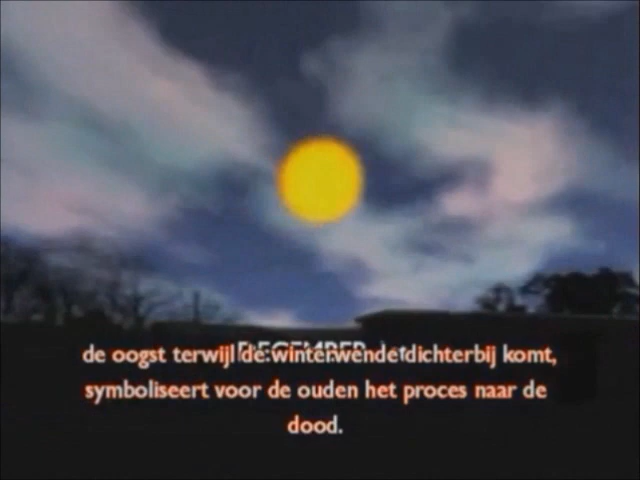 de oogst terwijl de winterwende dichterbij komt,
symboliseert voor de ouden het proces naar de
dood.